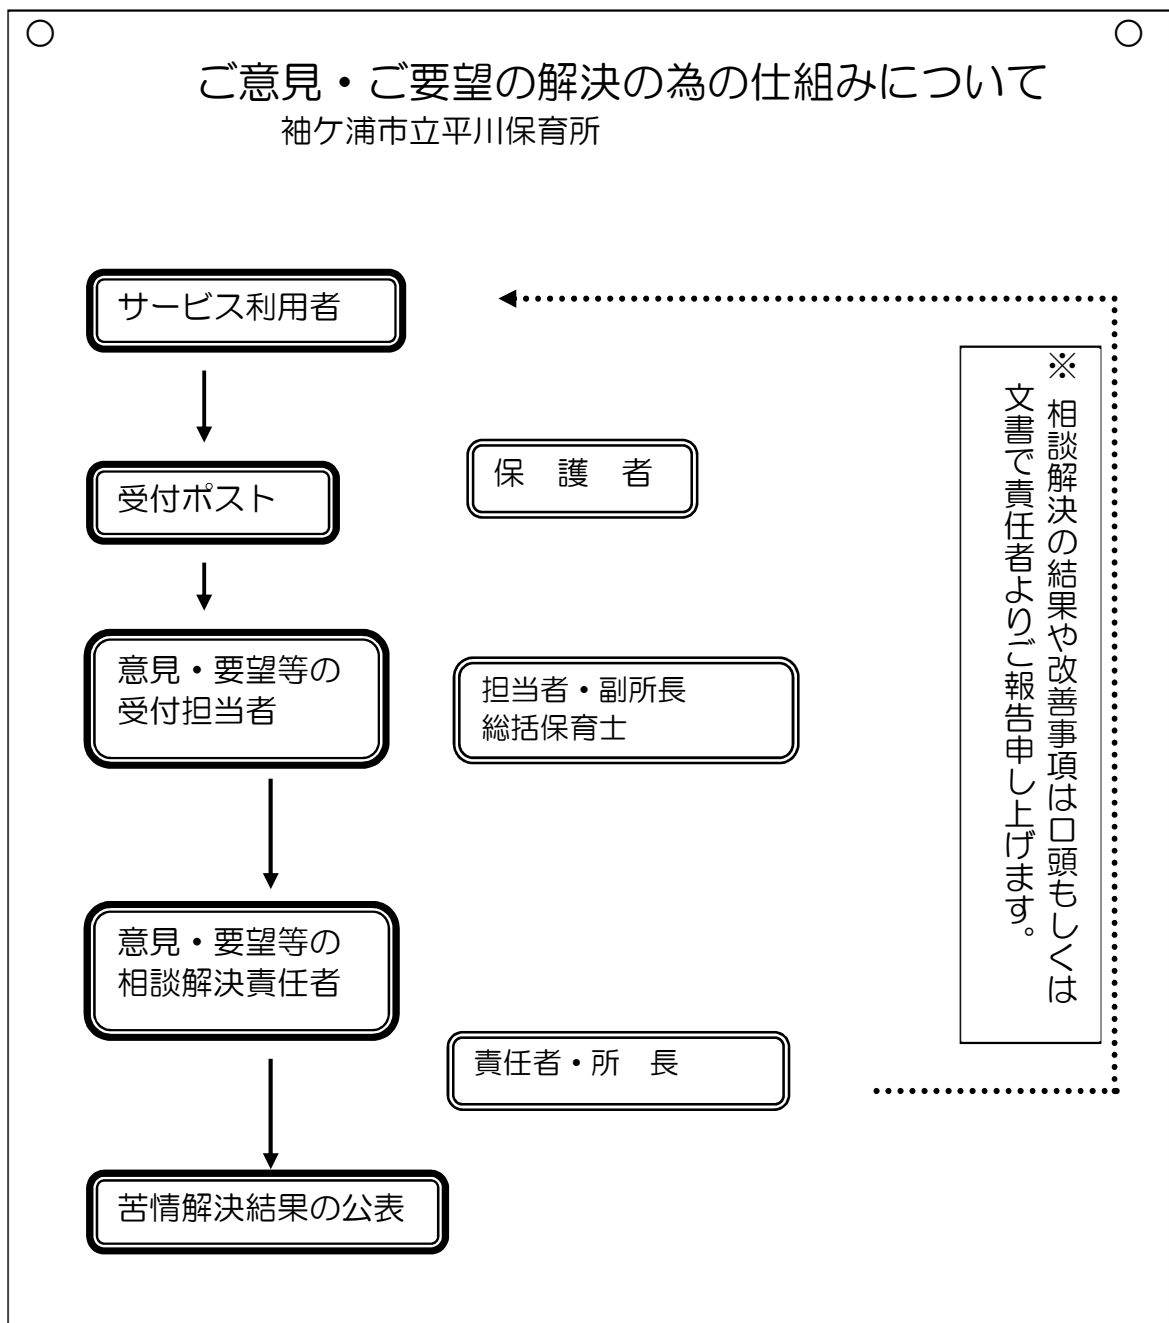 ご意見・ご要望の解決の為の仕組みについて
袖ケ浦市立平川保育所
サービス利用者
受付ポスト
保　護　者
意見・要望等の
受付担当者
担当者・副所長
総括保育士
意見・要望等の
相談解決責任者
責任者・所　長
苦情解決結果の公表
※ 相談解決の結果や改善事項は口頭もしくは
文書で責任者よりご報告申し上げます。